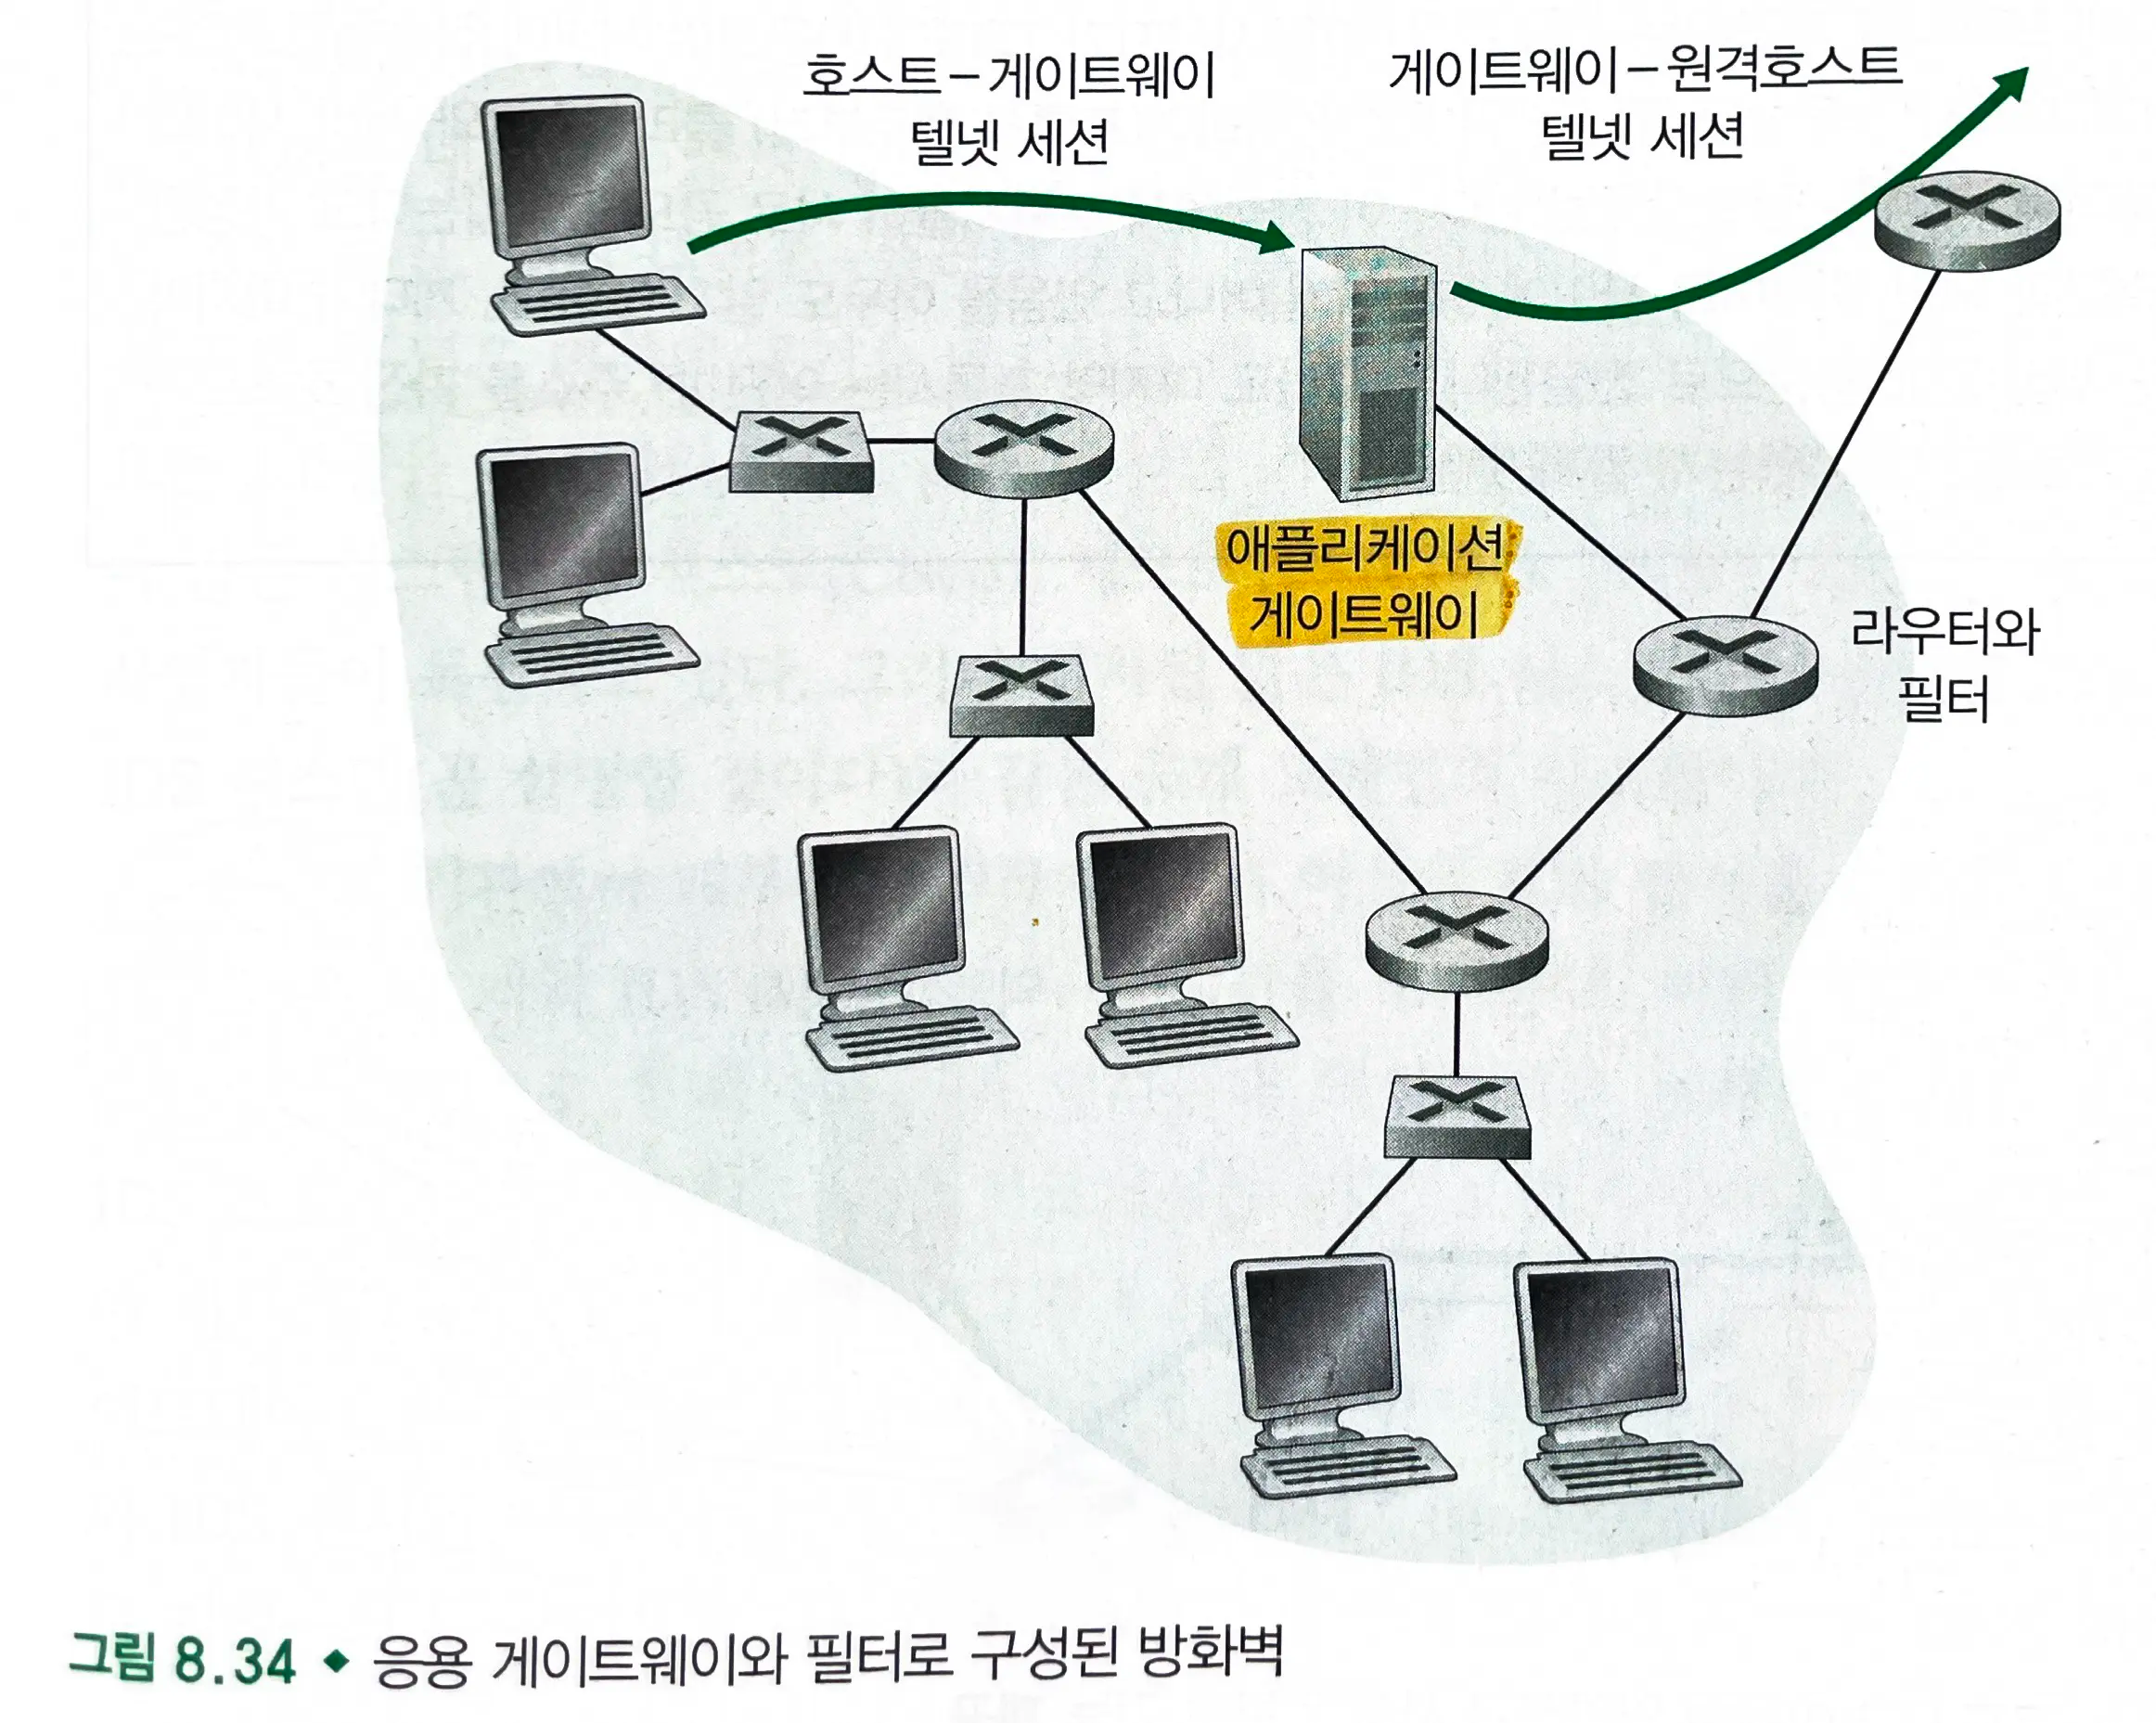 호스트–게이트웨이
텔넷 세션
게이트웨이–원격호스트
텔넷 세션
애플리케이션
게이트웨이
라우터와
필터
그림 8.34 ◆ 응용 게이트웨이와 필터로 구성된 방화벽